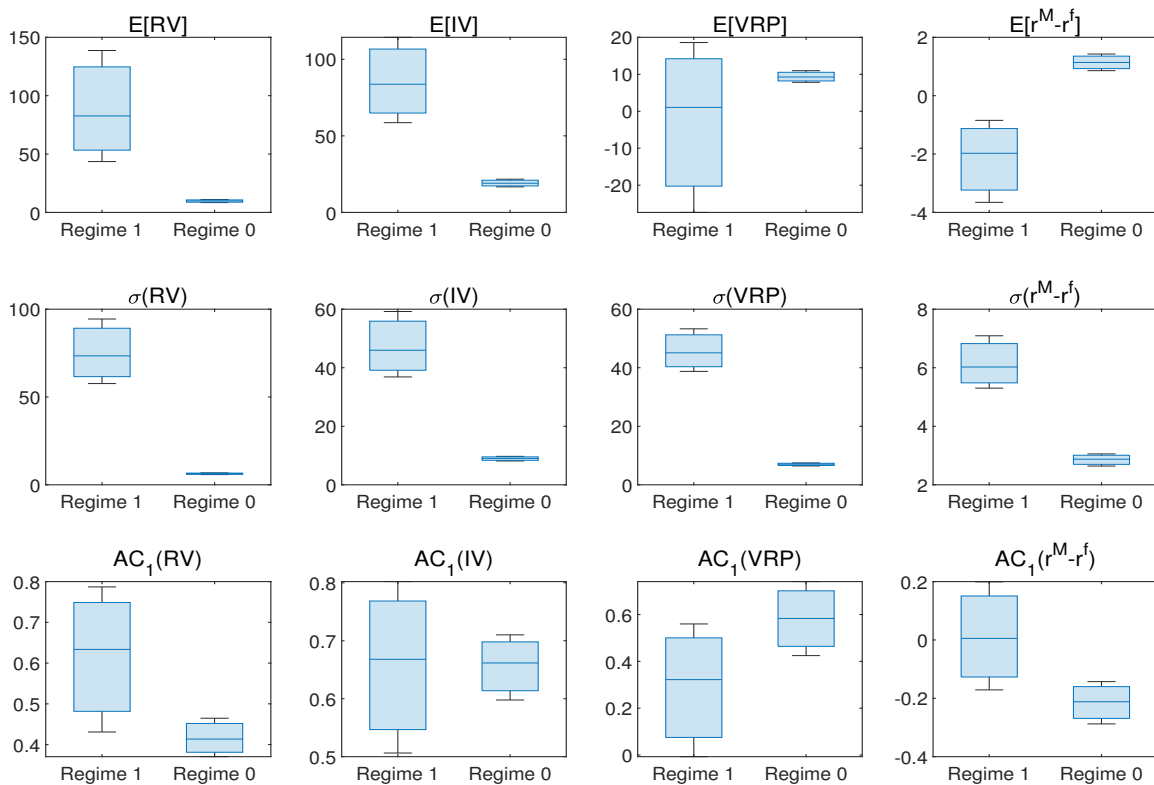 E[RV]
150
100
50
0
Regime 1 Regime 0
E[IV]
100
50
0
Regime 1 Regime 0
E[VRP]
20
10
0
-10
-20
Regime 1 Regime 0
E[r^M-r^f]
2
0
-2
-4
Regime 1 Regime 0
σ(RV)
100
50
0
Regime 1 Regime 0
σ(IV)
60
40
20
0
Regime 1 Regime 0
σ(VRP)
60
40
20
0
Regime 1 Regime 0
σ(r^M-r^f)
8
6
4
2
Regime 1 Regime 0
AC_1(RV)
0.8
0.7
0.6
0.5
0.4
Regime 1 Regime 0
AC_1(IV)
0.8
0.7
0.6
0.5
Regime 1 Regime 0
AC_1(VRP)
0.6
0.4
0.2
0
Regime 1 Regime 0
AC_1(r^M-r^f)
0.2
0
-0.2
-0.4
Regime 1 Regime 0